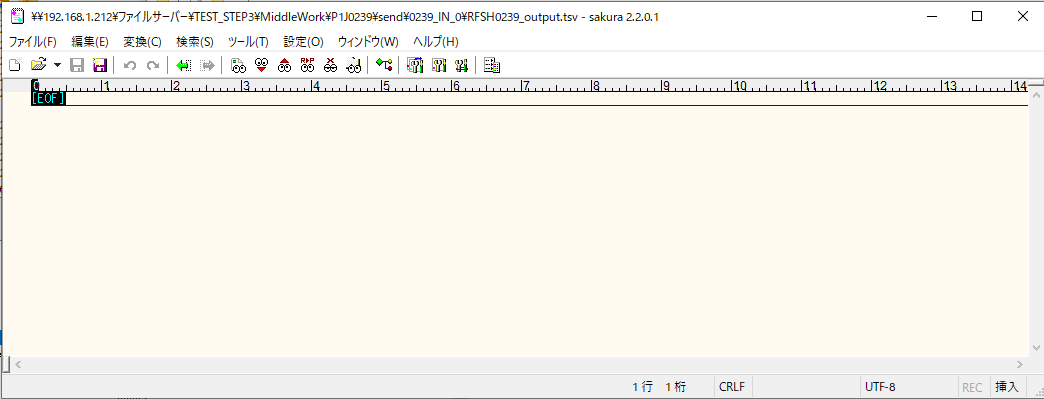 ¥¥192.168.1.212¥ファイルサーバー¥TEST_STEP3¥MiddleWork¥P1J0239¥send¥0239_IN_0¥RFSH0239_output.tsv - sakura 2.2.0.1
ファイル(F) 編集(E) 変換(C) 検索(S) ツール(T) 設定(O) ウィンドウ(W) ヘルプ(H)
0 1 2 3 4 5 6 7 8 9 10 11 12 13 14
[EOF]
1 行 1 桁 CRLF UTF-8 REC 挿入